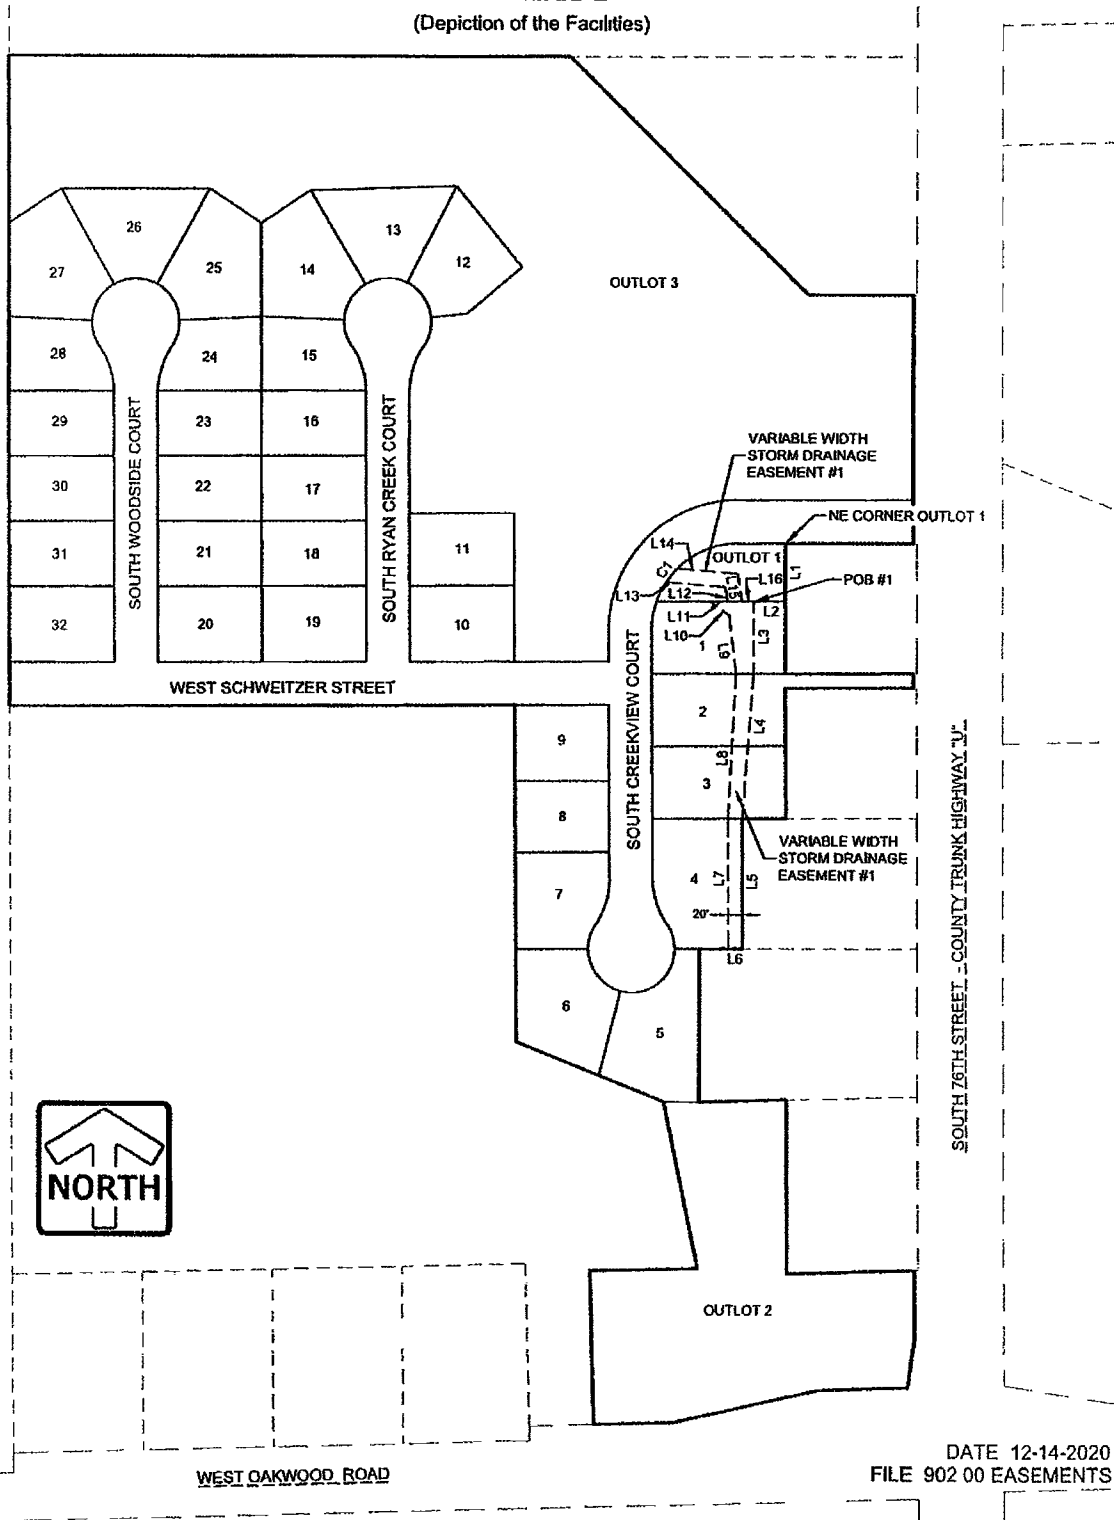 (Depiction of the Facilities)
26
13
27
25
14
12
OUTLOT 3
28
24
15
29
SOUTH WOODSIDE COURT
23
16
SOUTH RYAN CREEK COURT
VARIABLE WIDTH
STORM DRAINAGE
EASEMENT #1
30
22
17
NE CORNER OUTLOT 1
31
21
18
11
L14
OUTLOT 1
L1
C1
L15
L16
POB #1
L13
L12
L2
L11
L3
L10
32
20
19
10
1
L9
WEST SCHWEITZER STREET
SOUTH CREEKVIEW COURT
2
L4
9
L8
3
8
VARIABLE WIDTH
STORM DRAINAGE
EASEMENT #1
7
4
L7
L5
20'
L6
SOUTH 76TH STREET - COUNTY TRUNK HIGHWAY "U"
6
5
NORTH
OUTLOT 2
WEST OAKWOOD ROAD
DATE 12-14-2020
FILE 902 00 EASEMENTS